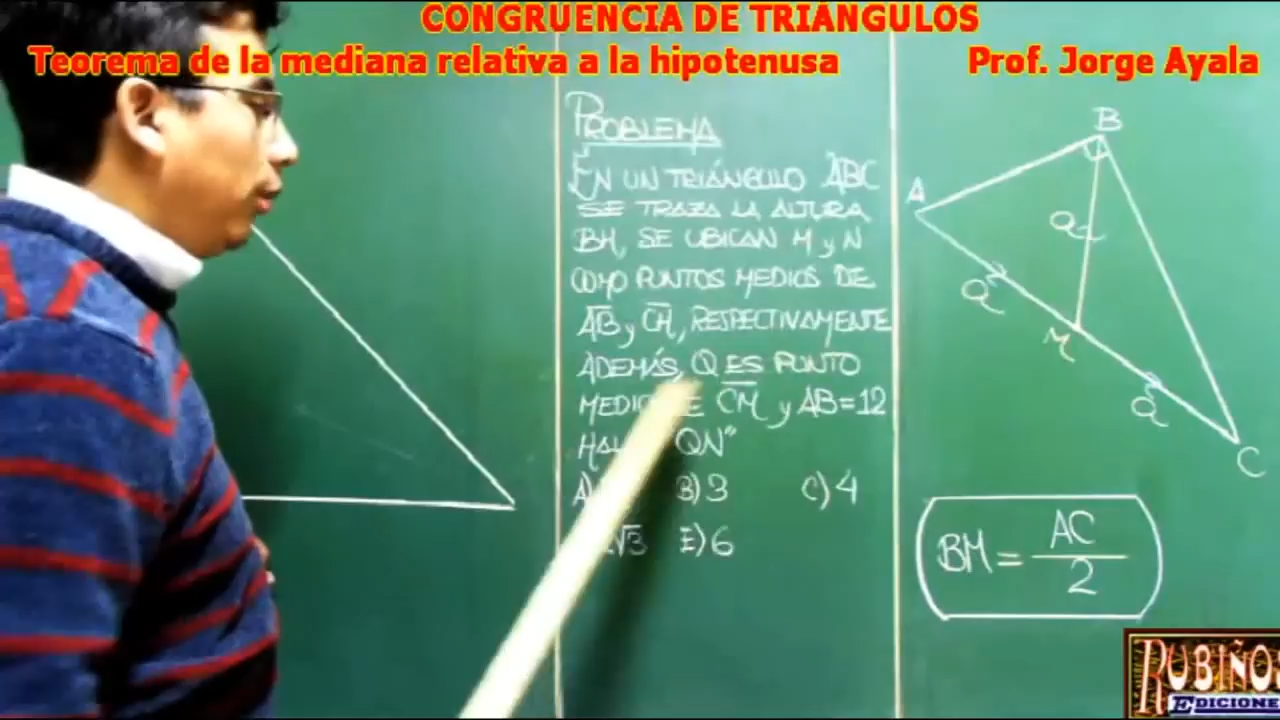 CONGRUENCIA DE TRIÁNGULOS
Teorema de la mediana relativa a la hipotenusa
Prof. Jorge Ayala
PROBLEMA
EN UN TRIÁNGULO ABC
SE TRAZA LA ALTURA
BH, SE UBICAN M y N
COMO PUNTOS MEDIOS DE
AB y CH, RESPECTIVAMENTE
ADEMÁS, Q ES PUNTO
CM y AB=12
QN"
A) B) 3 C) 4
√3 E) 6
B
A
a
a
M
a
C
BM = AC/2
RUBIÑOS
EDICIONE